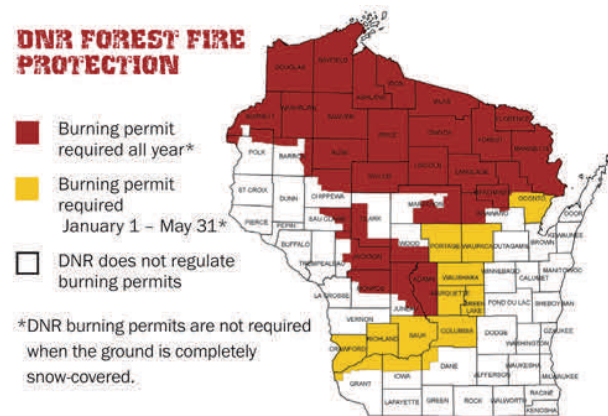 DNR FOREST FIRE
PROTECTION
Burning permit
required all year*
Burning permit
required
January 1 – May 31*
DNR does not regulate
burning permits
*DNR burning permits are not required
when the ground is completely
snow-covered.
DOUGLAS
BAYFIELD
ASHLAND
IRON
VILAS
FLORENCE
BURNETT
WASHBURN
SAWYER
PRICE
ONEIDA
FOREST
MARINETTE
POLK
BARRON
RUSK
LINCOLN
LANGLADE
TAYLOR
OCONTO
ST CROIX
DUNN
CHIPPEWA
MENOMINEE
SHAWANO
DOOR
PIERCE
PEPIN
EAU CLAIRE
CLARK
KEWAUNEE
BUFFALO
WOOD
PORTAGE
WAUPACA
OUTAGAMIE
BROWN
TREMPEALEAU
JACKSON
WAUSHARA
WINNEBAGO
CALUMET
MANITOWOC
LA CROSSE
MONROE
ADAMS
MARQUETTE
GREEN
LAKE
FOND DU LAC
SHEBOYGAN
VERNON
JUNEAU
CRAWFORD
RICHLAND
SAUK
COLUMBIA
DODGE
WASHINGTON
OZAUKEE
GRANT
IOWA
DANE
JEFFERSON
WAUKESHA
MILWAUKEE
LAFAYETTE
GREEN
ROCK
WALWORTH
RACINE
KENOSHA